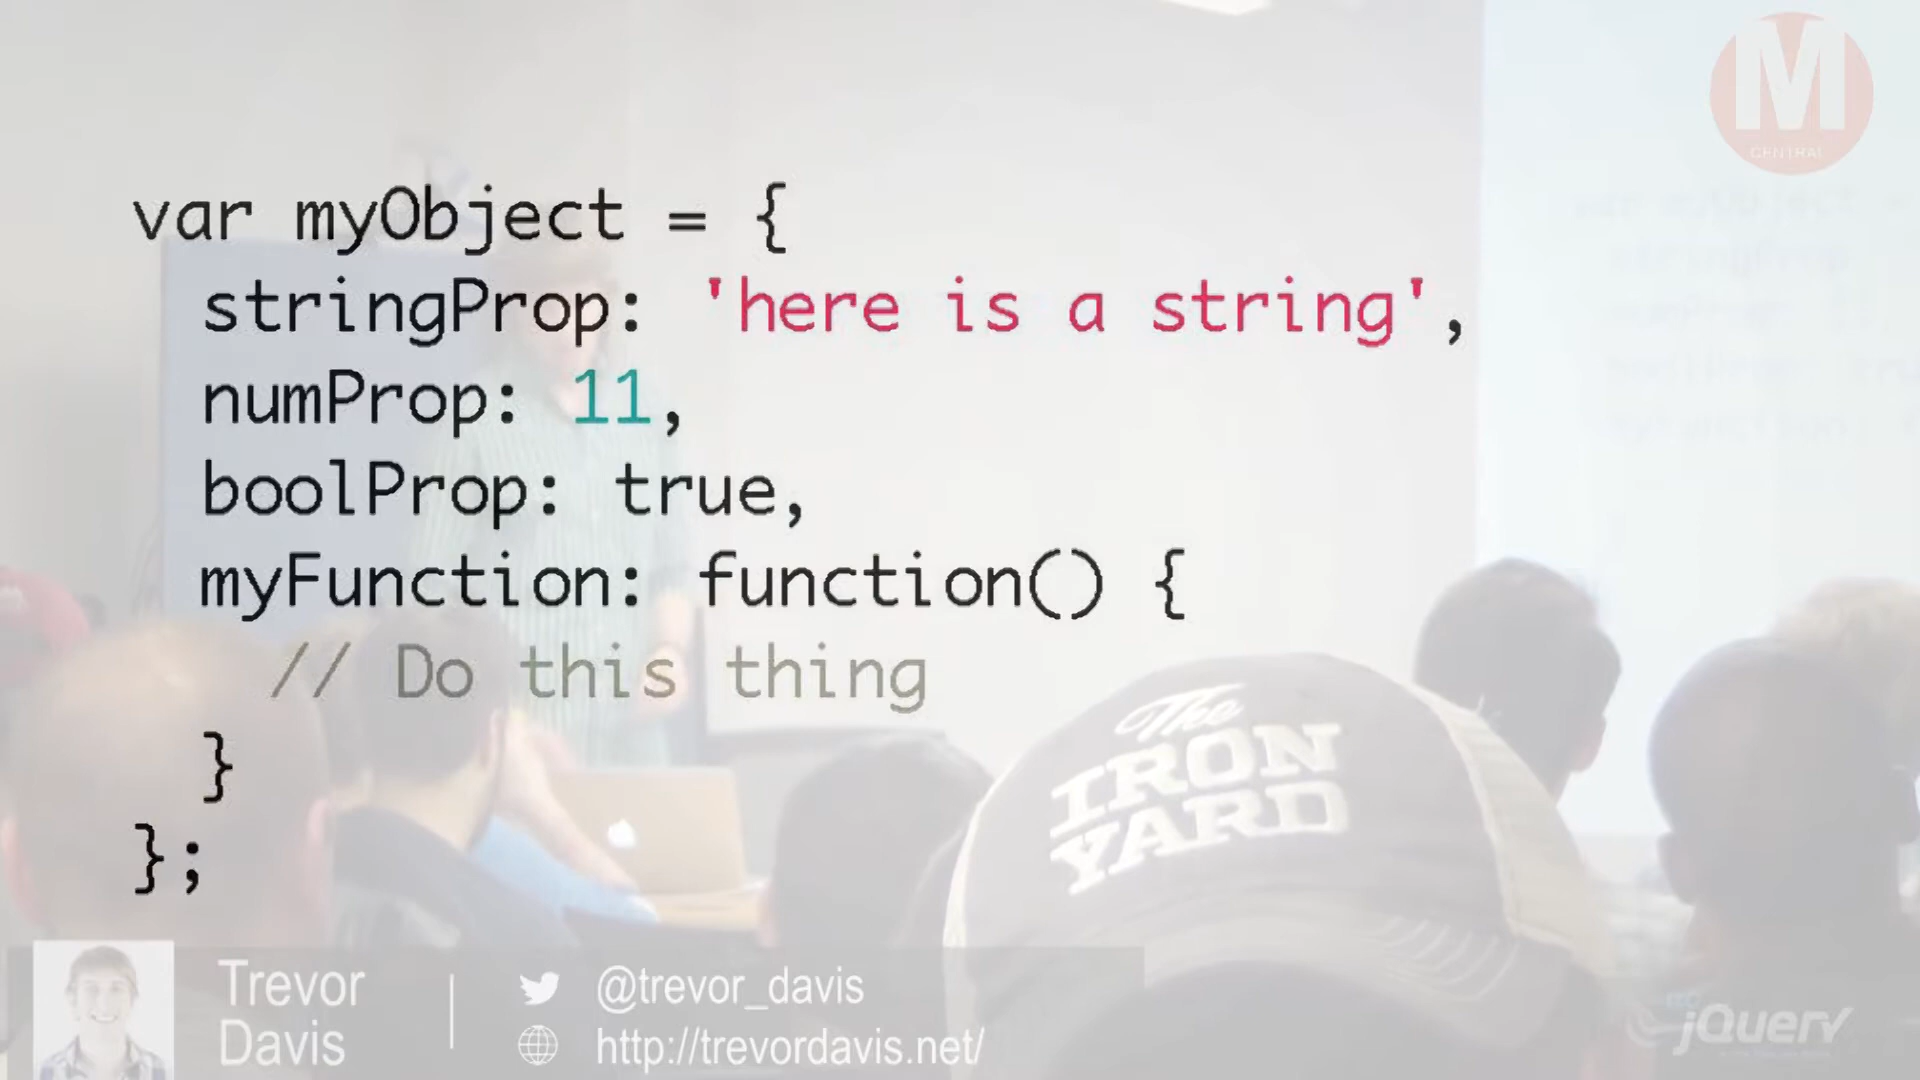 M
CENTRAL
var myObject = {
stringProp: 'here is a string',
numProp: 11,
boolProp: true,
myFunction: function() {
// Do this thing
}
};
The
IRON
YARD
Trevor
Davis
@trevor_davis
http://trevordavis.net/
jQuery